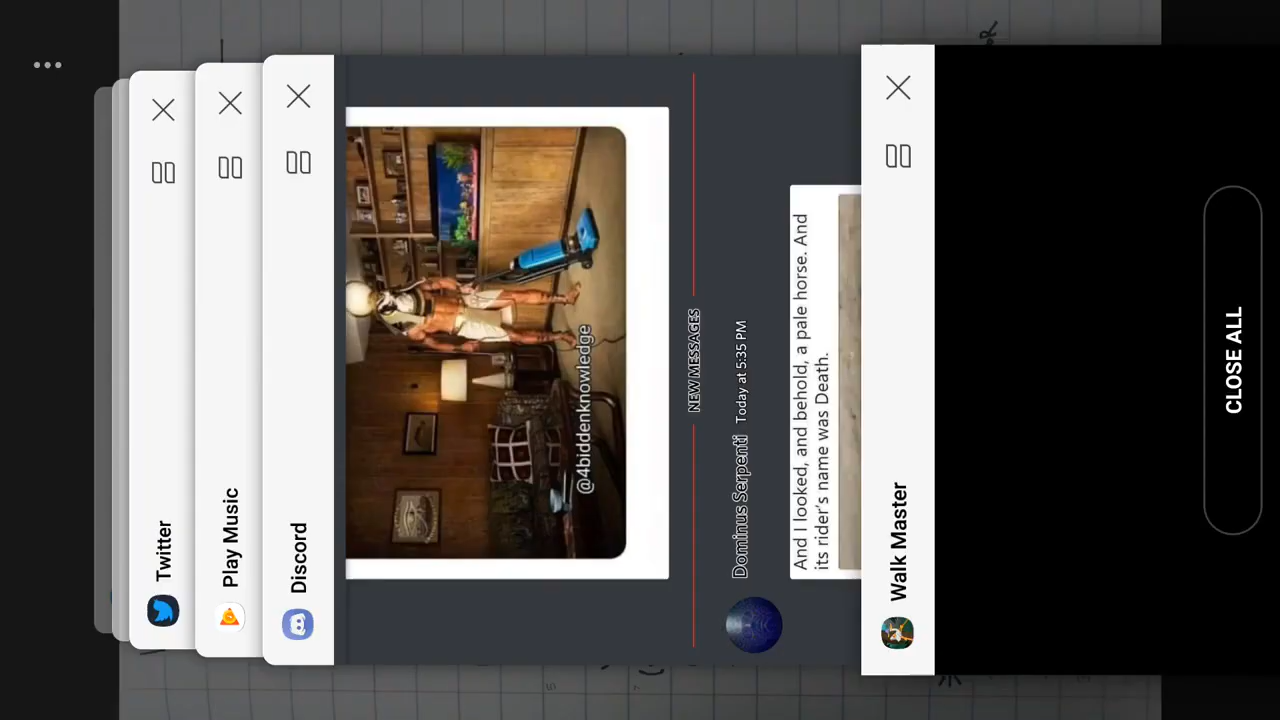 Twitter
Play Music
Discord
@4biddenknowledge
NEW MESSAGES
Dominus Serpenti Today at 5:35 PM
And I looked, and behold, a pale horse. And
its rider's name was Death.
Walk Master
CLOSE ALL